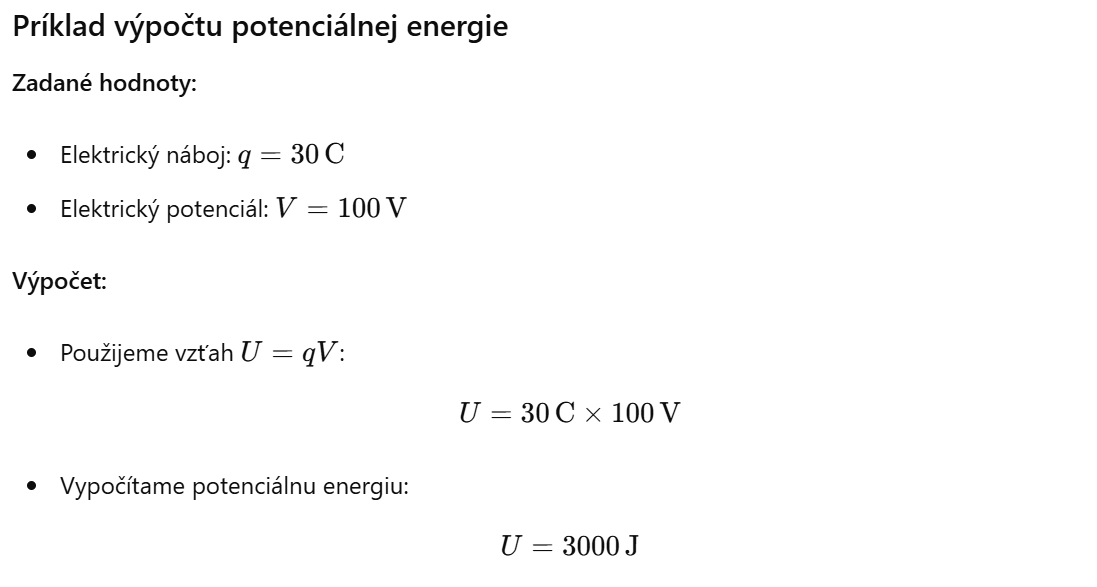 Príklad výpočtu potenciálnej energie
Zadané hodnoty:
• Elektrický náboj: q = 30 C
• Elektrický potenciál: V = 100 V
Výpočet:
• Použijeme vzťah U = qV:
U = 30 C × 100 V
• Vypočítame potenciálnu energiu:
U = 3000 J